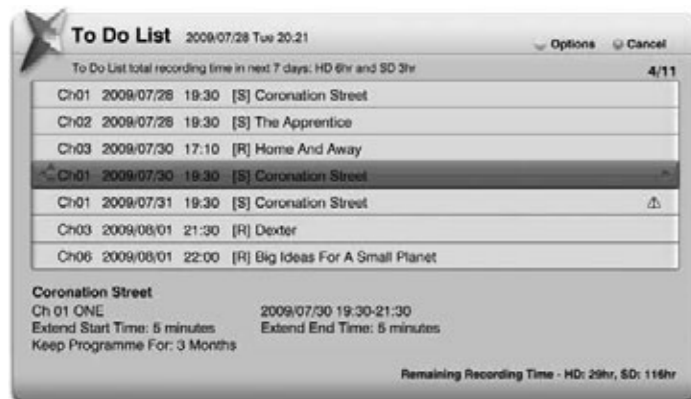 To Do List 2009/07/28 Tue 20:21
Options Cancel
To Do List total recording time in next 7 days: HD 6hr and SD 3hr 4/11
Ch01 2009/07/28 19:30 [S] Coronation Street
Ch02 2009/07/28 19:30 [S] The Apprentice
Ch03 2009/07/30 17:10 [R] Home And Away
Ch01 2009/07/30 19:30 [S] Coronation Street
Ch01 2009/07/31 19:30 [S] Coronation Street
Ch03 2009/08/01 21:30 [R] Dexter
Ch06 2009/08/01 22:00 [R] Big Ideas For A Small Planet
Coronation Street
Ch 01 ONE 2009/07/30 19:30-21:30
Extend Start Time: 5 minutes Extend End Time: 5 minutes
Keep Programme For: 3 Months
Remaining Recording Time - HD: 29hr, SD: 116hr